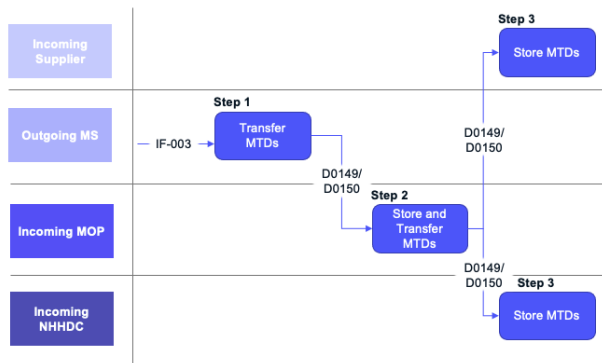 Step 3
Incoming
Supplier
Store MTDs
Step 1
Outgoing MS
IF-003
Transfer
MTDs
D0149/
D0150
D0149/
D0150
Step 2
Incoming MOP
Store and
Transfer
MTDs
D0149/
D0150
Step 3
Incoming
NHHDC
Store MTDs